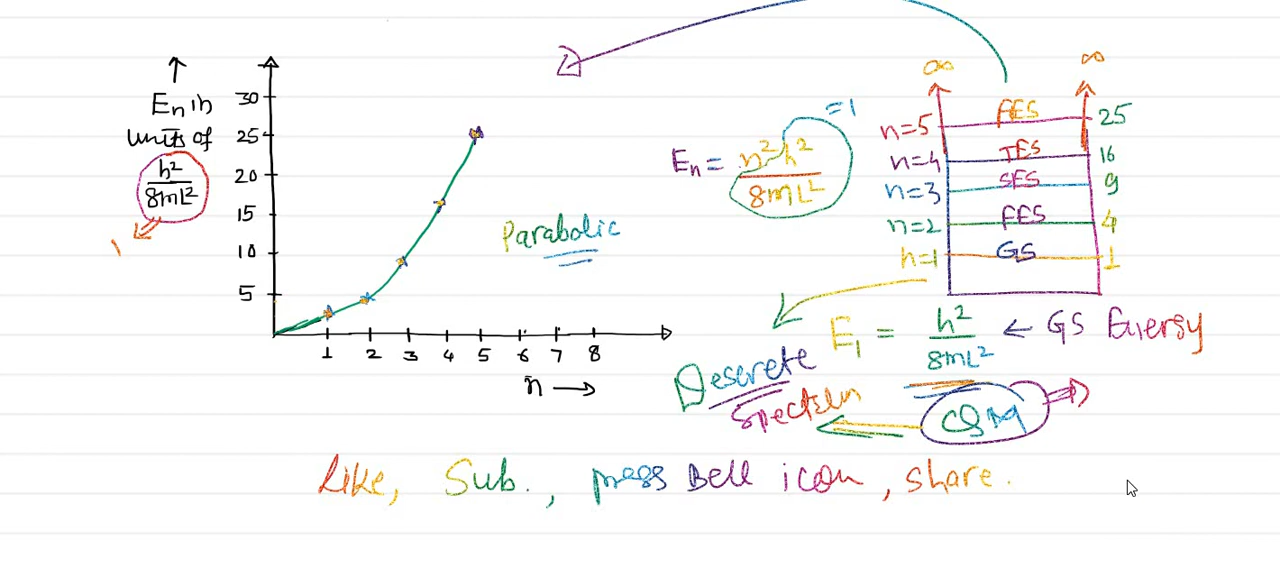 En in
units of
h²
8mL²
1
30
25
20
15
10
5
1 2 3 4 5 6 7 8
n
Parabolic
En = n²h²
8mL²
=1
∞ ∞
n=5 FES 25
n=4 TES 16
n=3 SES 9
n=2 FES 4
n=1 GS 1
E₁ = h²
8mL²
← GS Energy
Descrete
Spectrum
CSM
Like, Sub., press Bell icon, share.